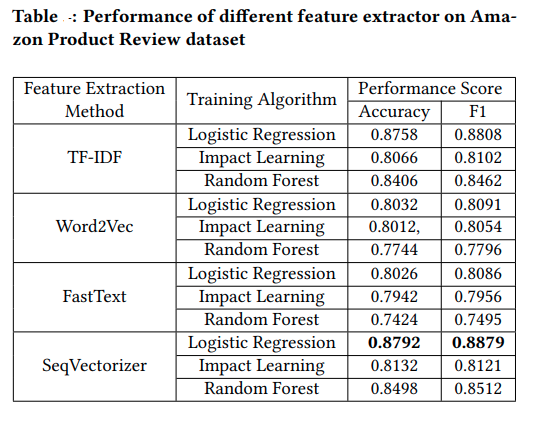 Table -: Performance of different feature extractor on Ama-
zon Product Review dataset
Feature Extraction Method Training Algorithm Performance Score
Accuracy F1
TF-IDF Logistic Regression 0.8758 0.8808
Impact Learning 0.8066 0.8102
Random Forest 0.8406 0.8462
Word2Vec Logistic Regression 0.8032 0.8091
Impact Learning 0.8012, 0.8054
Random Forest 0.7744 0.7796
FastText Logistic Regression 0.8026 0.8086
Impact Learning 0.7942 0.7956
Random Forest 0.7424 0.7495
SeqVectorizer Logistic Regression 0.8792 0.8879
Impact Learning 0.8132 0.8121
Random Forest 0.8498 0.8512